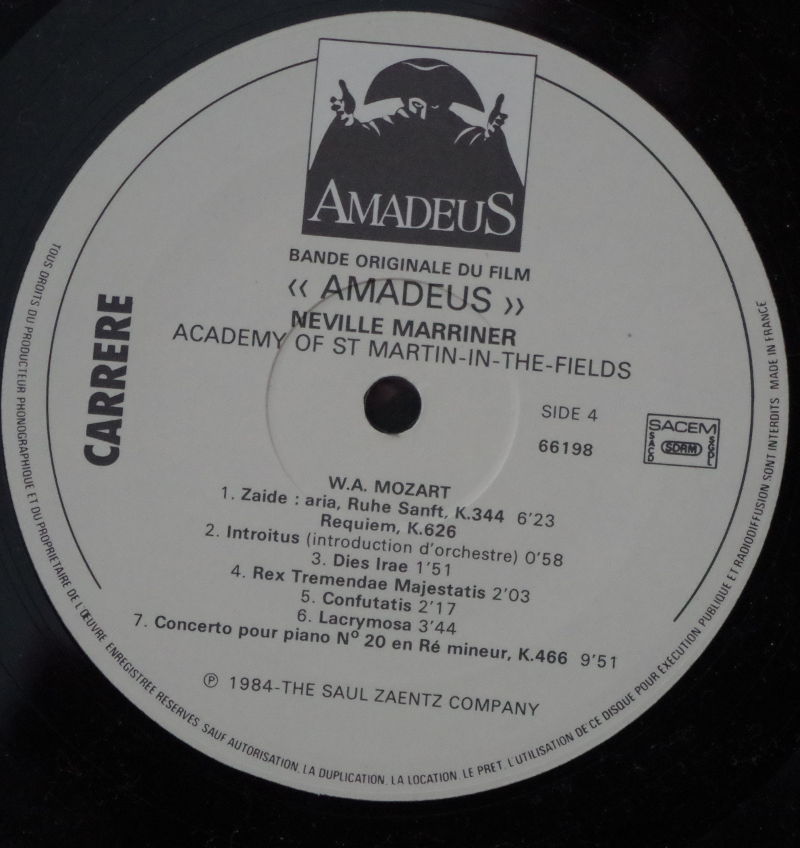 AMADEUS
BANDE ORIGINALE DU FILM
‹‹ AMADEUS ››
NEVILLE MARRINER
ACADEMY OF ST MARTIN-IN-THE-FIELDS
CARRERE
SIDE 4
66198
SACEM
SACD
SDRM
SGDL
W.A. MOZART
1. Zaide : aria, Ruhe Sanft, K.344 6'23
Requiem, K.626
2. Introitus (introduction d'orchestre) 0'58
3. Dies Irae 1'51
4. Rex Tremendae Majestatis 2'03
5. Confutatis 2'17
6. Lacrymosa 3'44
7. Concerto pour piano Nº 20 en Ré mineur, K.466 9'51
℗ 1984-THE SAUL ZAENTZ COMPANY
TOUS DROITS DU PRODUCTEUR PHONOGRAPHIQUE ET DU PROPRIETAIRE DE L'ŒUVRE ENREGISTREE RESERVES SAUF AUTORISATION. LA DUPLICATION. LA LOCATION. LE PRET. L'UTILISATION DE CE DISQUE POUR EXECUTION PUBLIQUE ET RADIODIFFUSION SONT INTERDITS MADE IN FRANCE